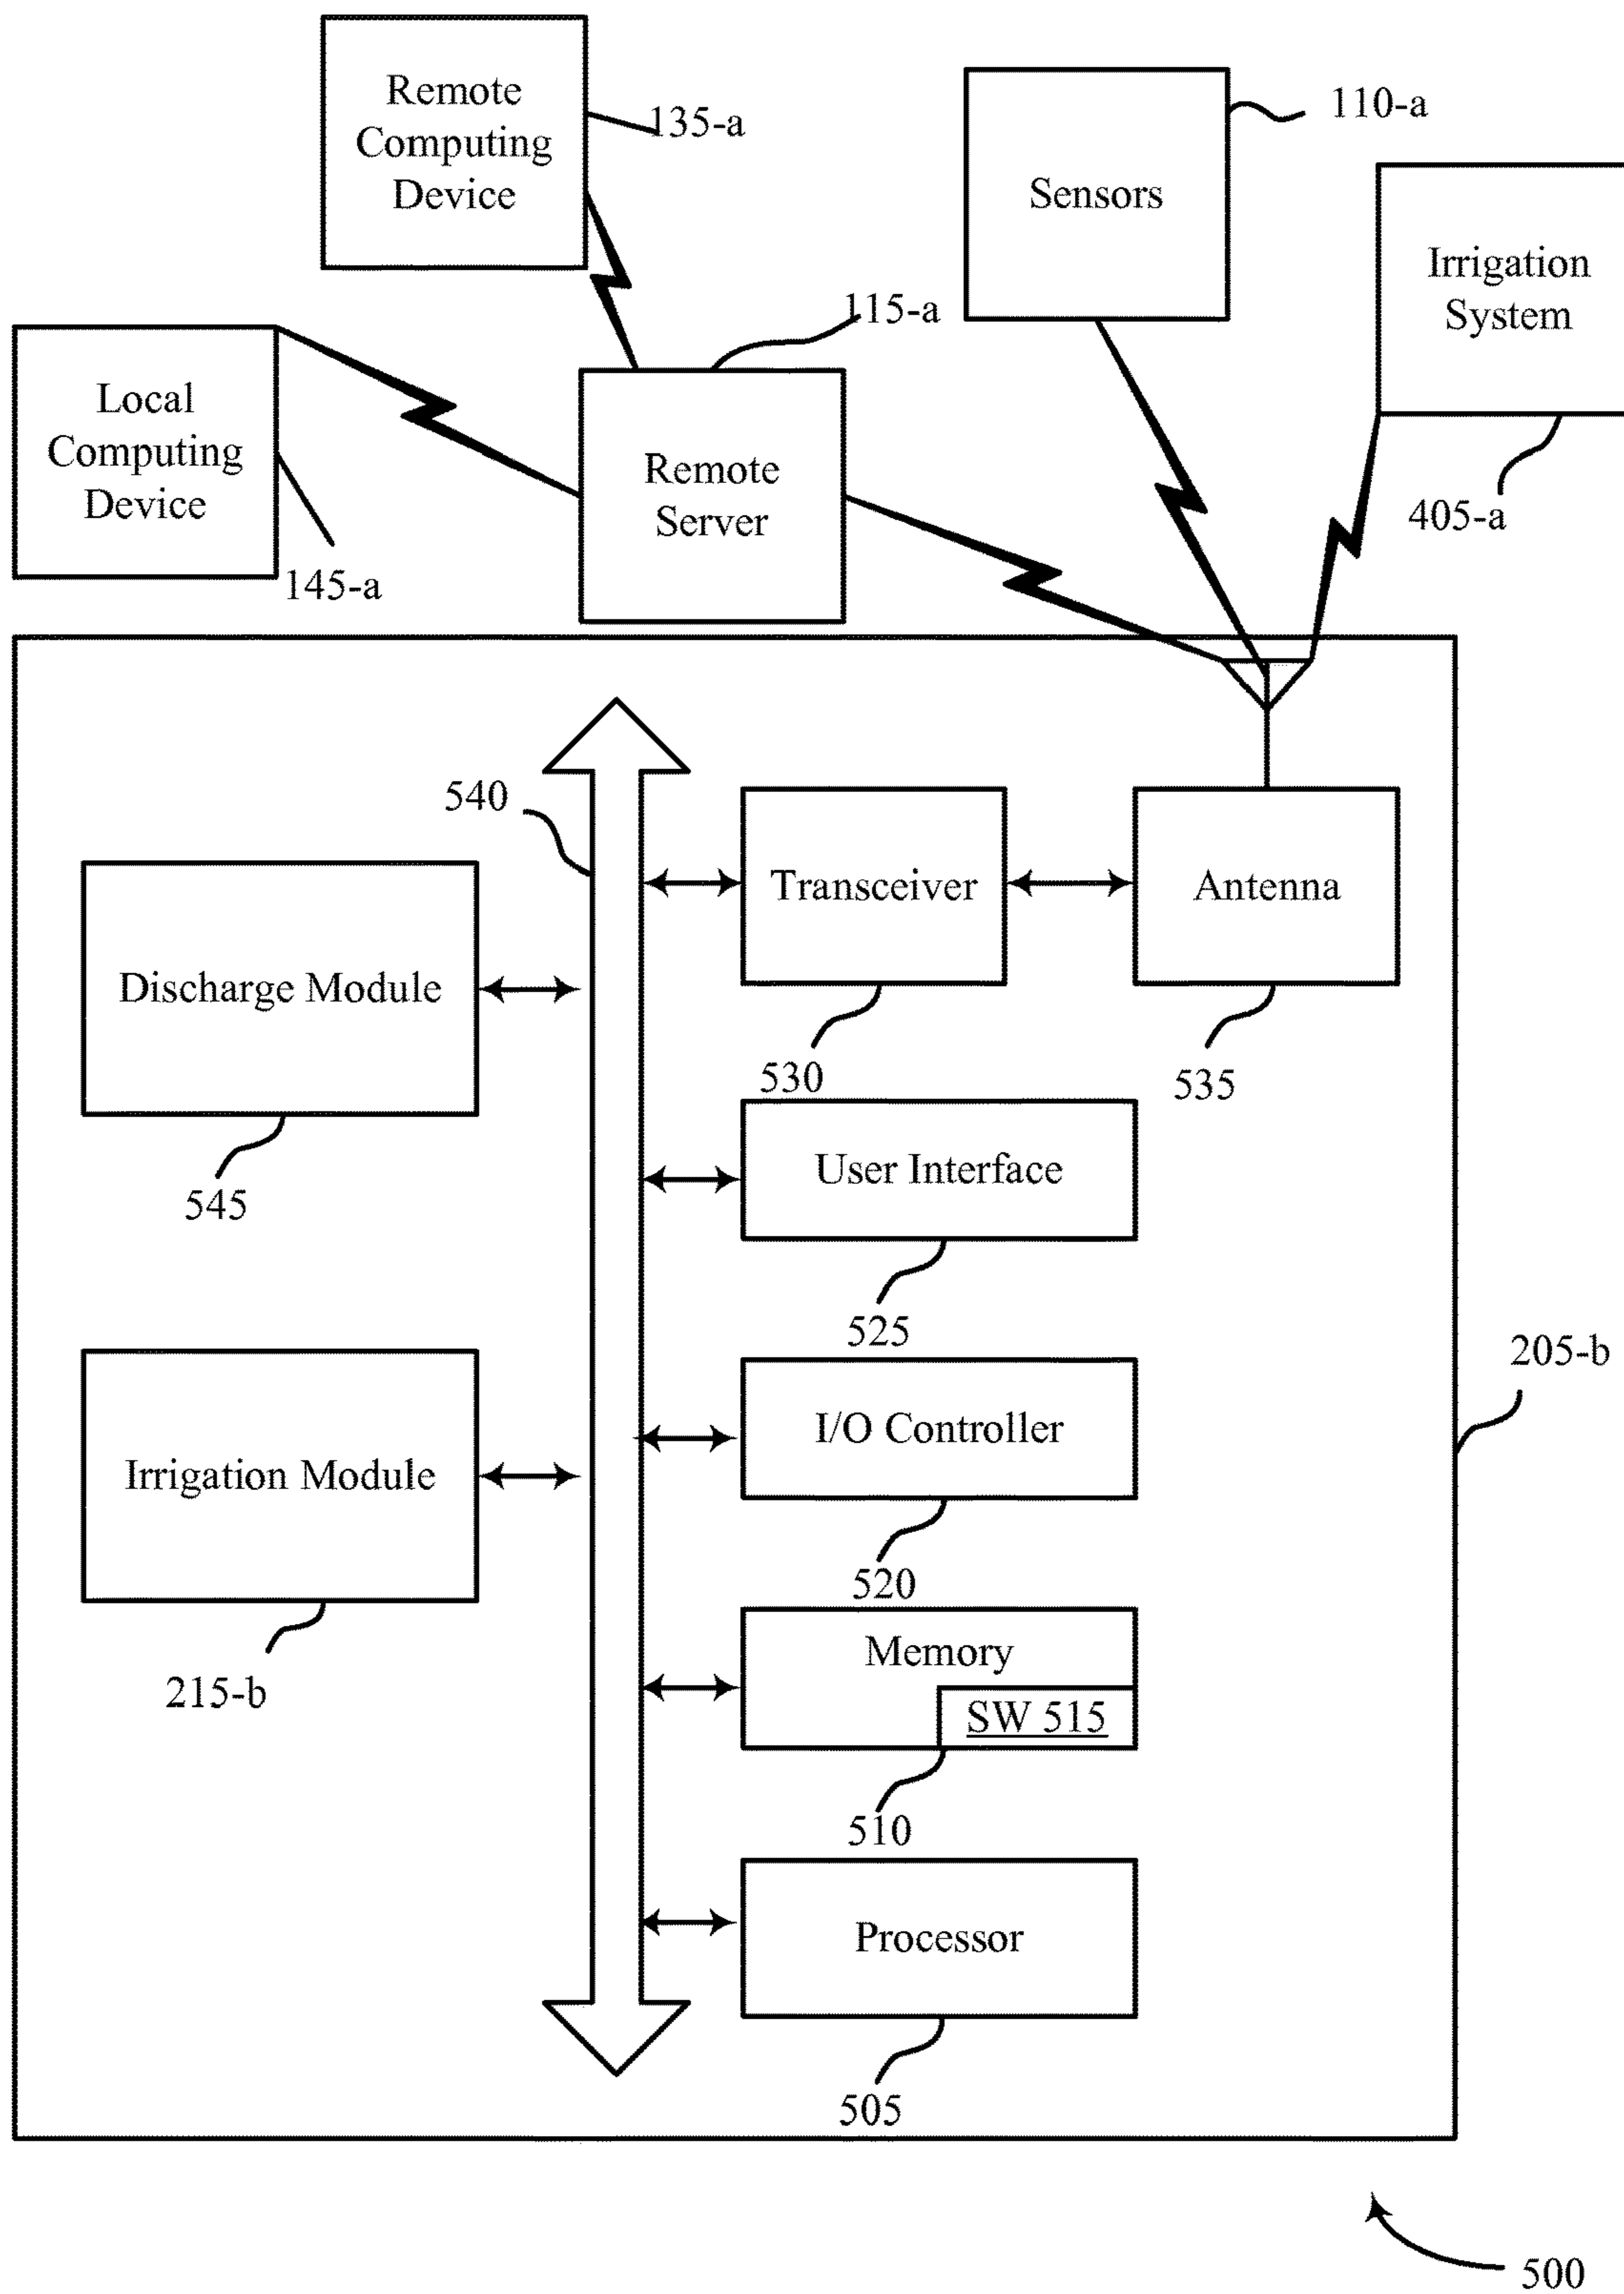 Remote
Computing
Device
135-a
Sensors
110-a
Irrigation
System
405-a
115-a
Local
Computing
Device
145-a
Remote
Server
540
Transceiver
530
Antenna
535
Discharge Module
545
User Interface
525
205-b
I/O Controller
520
Irrigation Module
215-b
Memory
SW 515
510
Processor
505
500